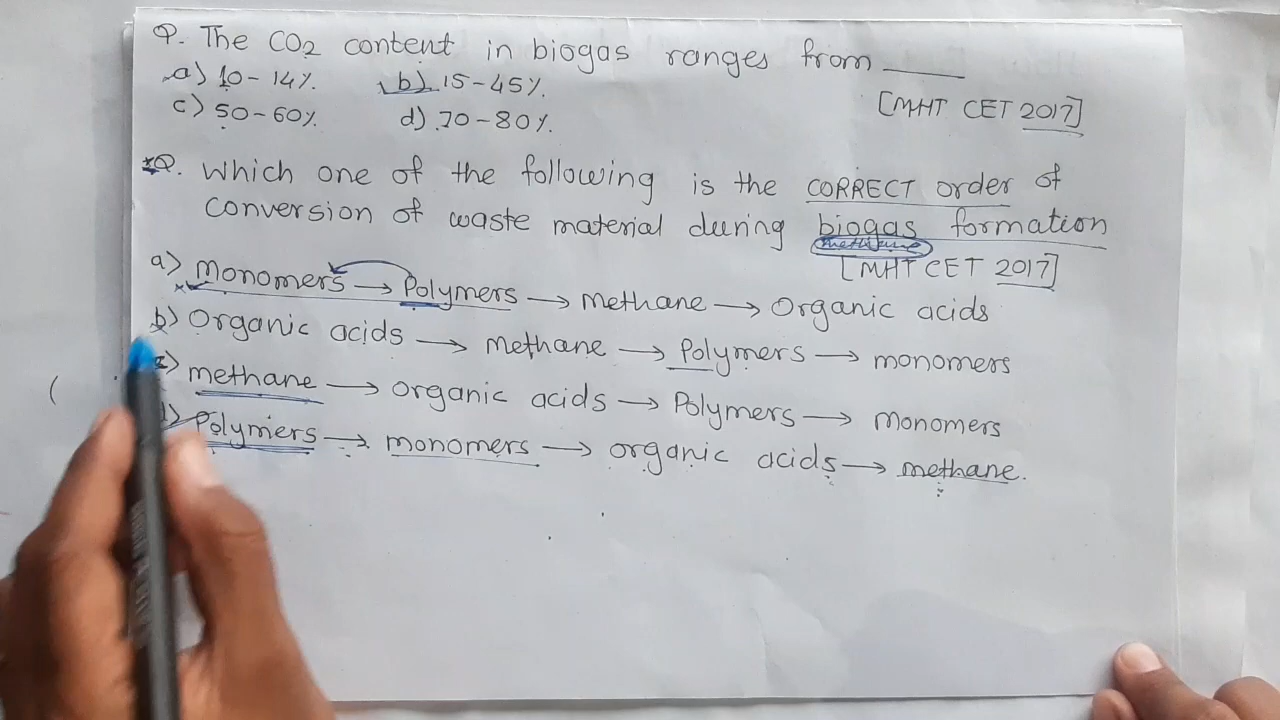 Q. The CO2 content in biogas ranges from ____
a) 10-14%. b) 15-45%.
c) 50-60%. d) 70-80%.
[MHT CET 2017]
*Q. Which one of the following is the CORRECT order of
conversion of waste material during biogas formation
methane
[MHT CET 2017]
a) Monomers → Polymers → Methane → Organic acids
b) Organic acids → Methane → Polymers → monomers
c) methane → organic acids → Polymers → Monomers
d) Polymers → monomers → organic acids → methane.